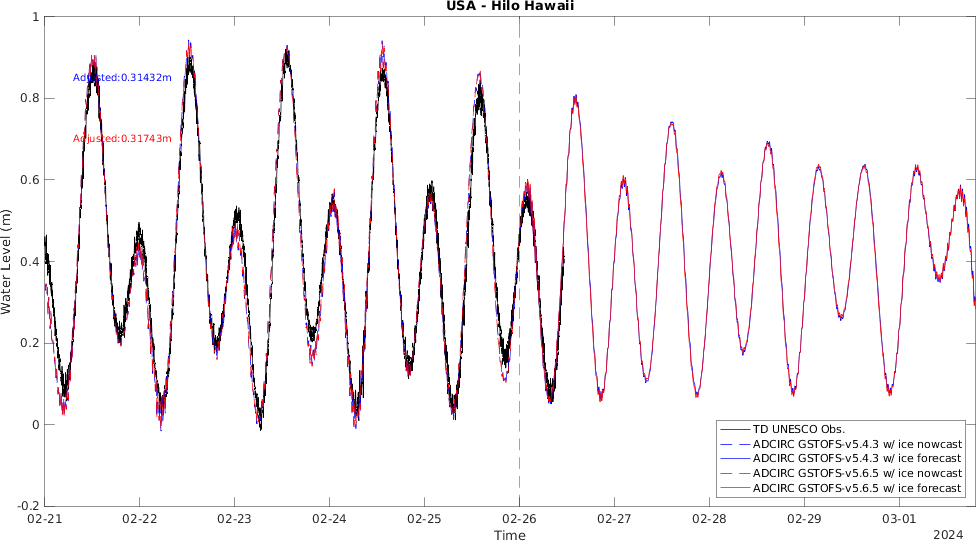 USA - Hilo Hawaii
1
0.8
0.6
0.4
0.2
0
-0.2
Water Level (m)
Adjusted:0.31432m
Adjusted:0.31743m
TD UNESCO Obs.
ADCIRC GSTOFS-v5.4.3 w/ ice nowcast
ADCIRC GSTOFS-v5.4.3 w/ ice forecast
ADCIRC GSTOFS-v5.6.5 w/ ice nowcast
ADCIRC GSTOFS-v5.6.5 w/ ice forecast
02-21 02-22 02-23 02-24 02-25 02-26 02-27 02-28 02-29 03-01
Time
2024